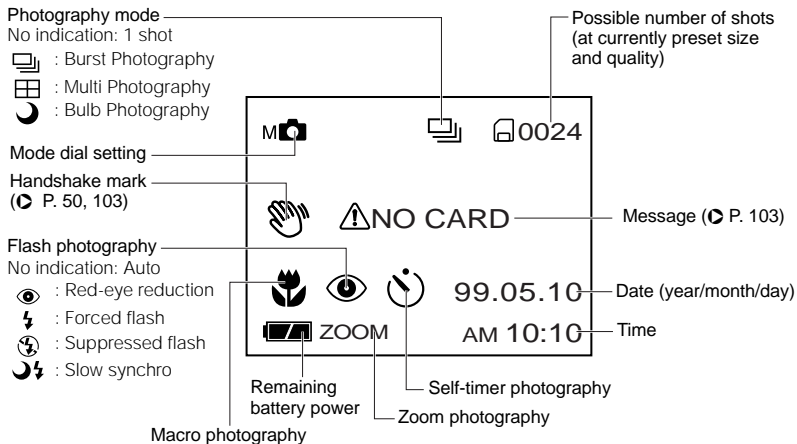 Photography mode
No indication: 1 shot
: Burst Photography
: Multi Photography
: Bulb Photography
Mode dial setting
Handshake mark
( P. 50, 103)
Flash photography
No indication: Auto
: Red-eye reduction
: Forced flash
: Suppressed flash
: Slow synchro
Possible number of shots
(at currently preset size
and quality)
M 0024
NO CARD
Message ( P. 103)
99.05.10
Date (year/month/day)
ZOOM AM 10:10
Time
Remaining
battery power
Self-timer photography
Zoom photography
Macro photography